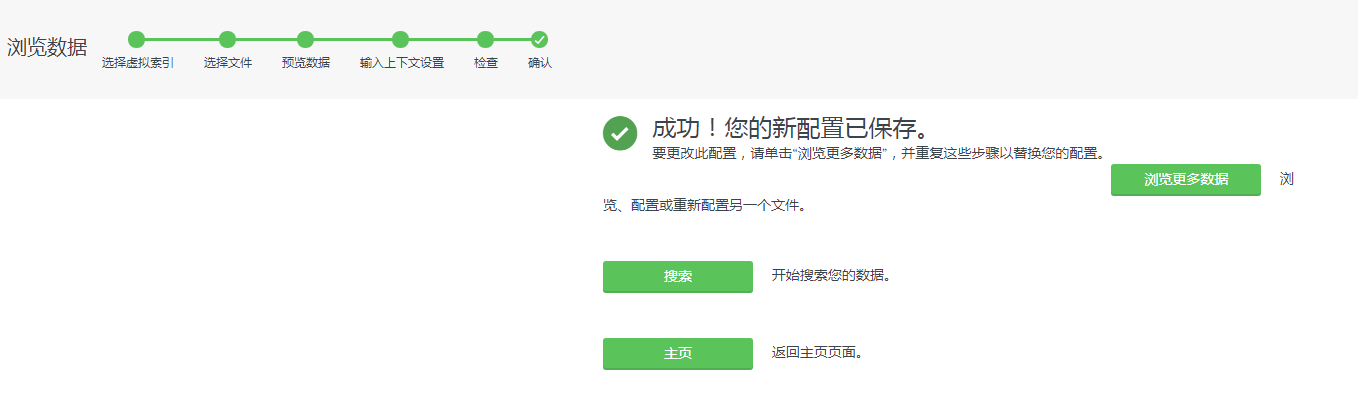 浏览数据
选择虚拟索引 选择文件 预览数据 输入上下文设置 检查 确认
成功！您的新配置已保存。
要更改此配置，请单击“浏览更多数据”，并重复这些步骤以替换您的配置。
浏览更多数据 浏
览、配置或重新配置另一个文件。
搜索 开始搜索您的数据。
主页 返回主页页面。